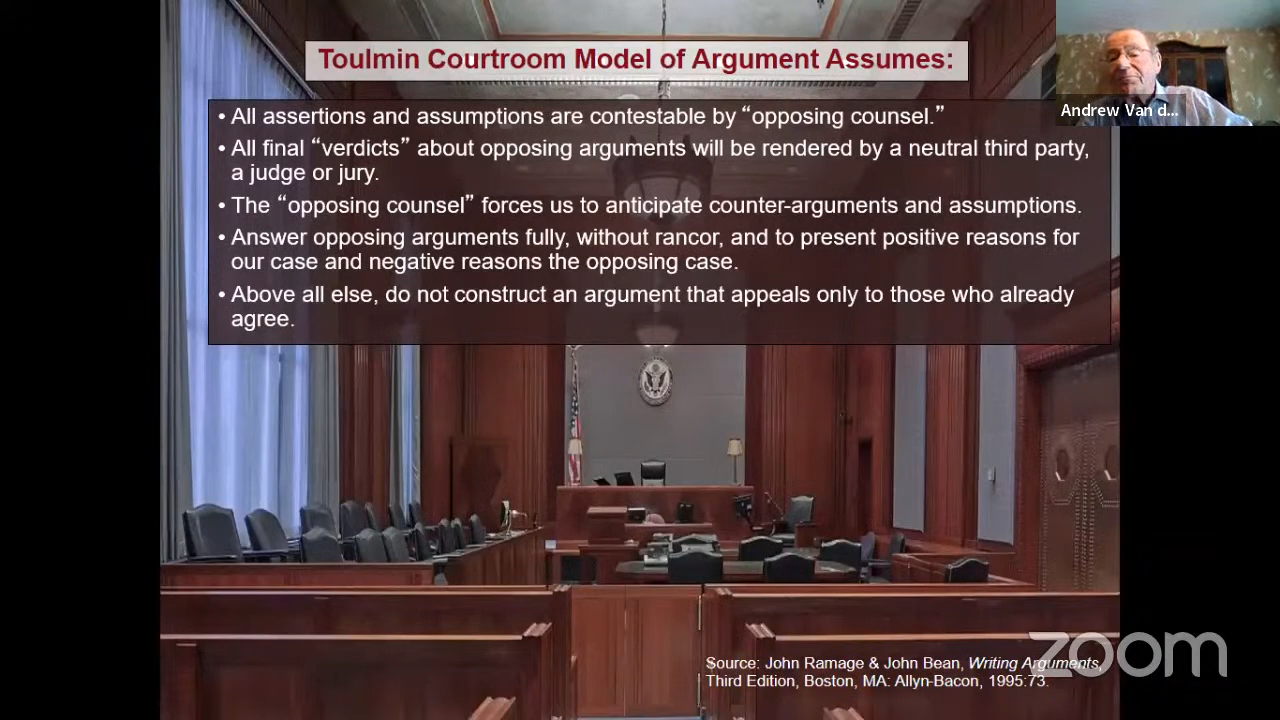 Toulmin Courtroom Model of Argument Assumes:
• All assertions and assumptions are contestable by “opposing counsel.”
• All final “verdicts” about opposing arguments will be rendered by a neutral third party,
a judge or jury.
• The “opposing counsel” forces us to anticipate counter-arguments and assumptions.
• Answer opposing arguments fully, without rancor, and to present positive reasons for
our case and negative reasons the opposing case.
• Above all else, do not construct an argument that appeals only to those who already
agree.
Andrew Van d...
Source: John Ramage & John Bean, Writing Arguments,
Third Edition, Boston, MA: Allyn-Bacon, 1995:73.
zoom